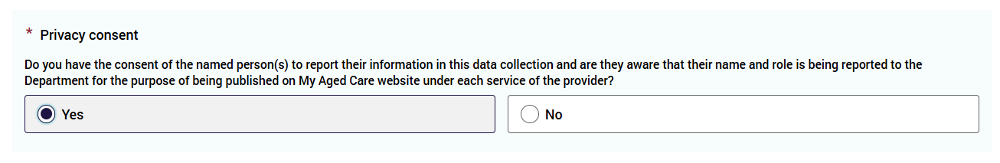 * Privacy consent
Do you have the consent of the named person(s) to report their information in this data collection and are they aware that their name and role is being reported to the
Department for the purpose of being published on My Aged Care website under each service of the provider?
Yes
No